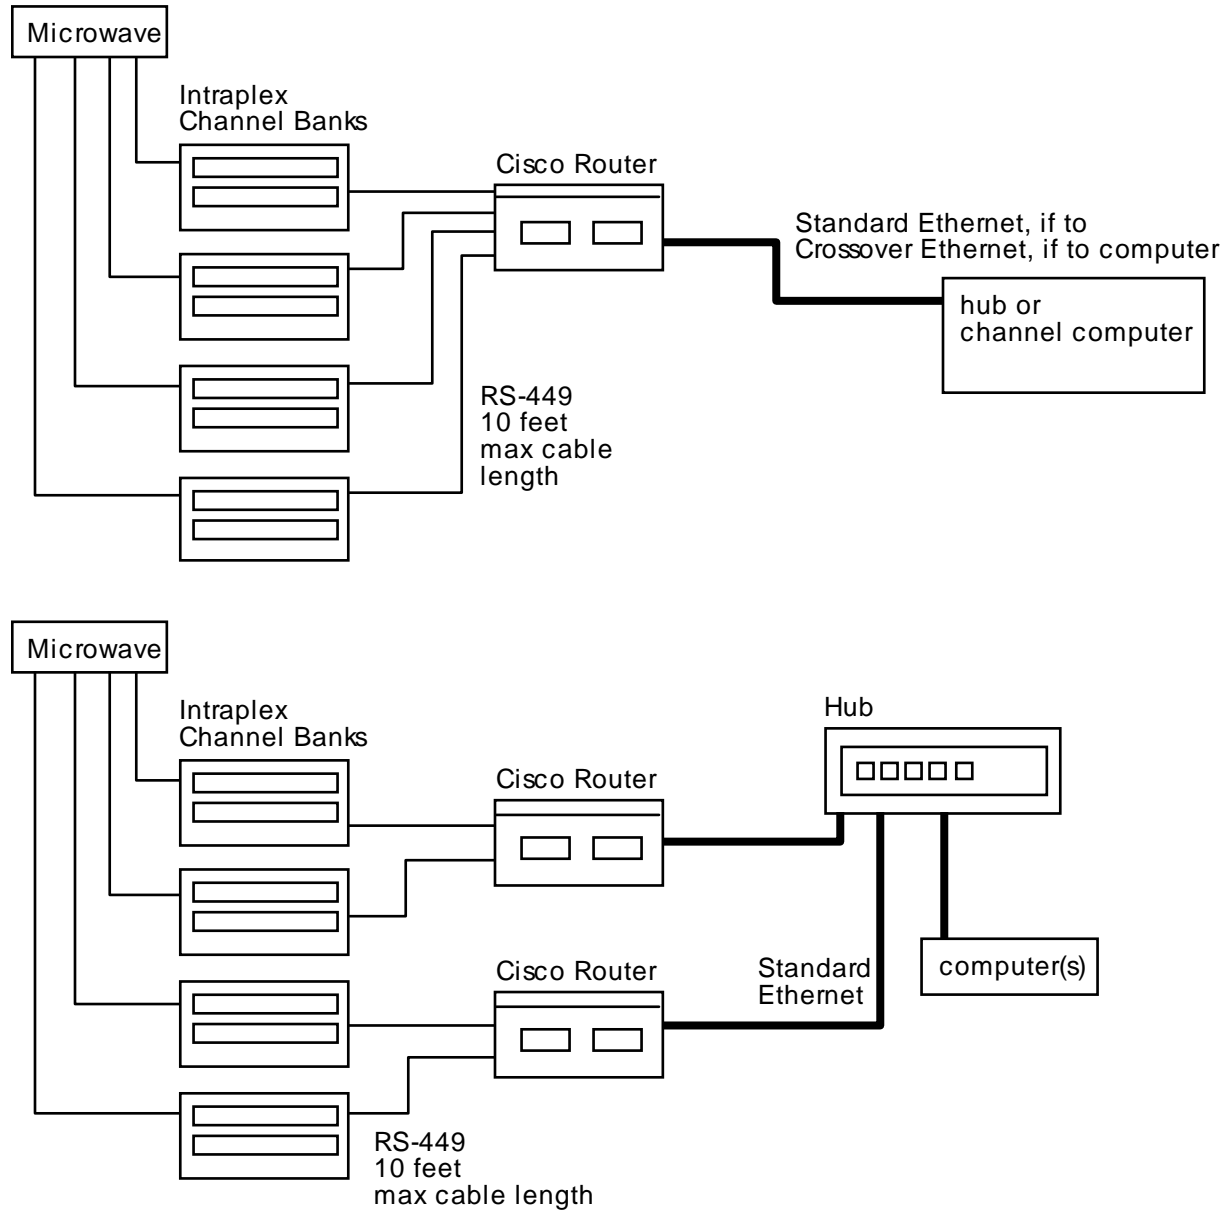 Microwave
Intraplex
Channel Banks
Cisco Router
Standard Ethernet, if to
Crossover Ethernet, if to computer
hub or
channel computer
RS-449
10 feet
max cable
length
Microwave
Intraplex
Channel Banks
Hub
Cisco Router
Cisco Router
Standard
Ethernet
computer(s)
RS-449
10 feet
max cable length